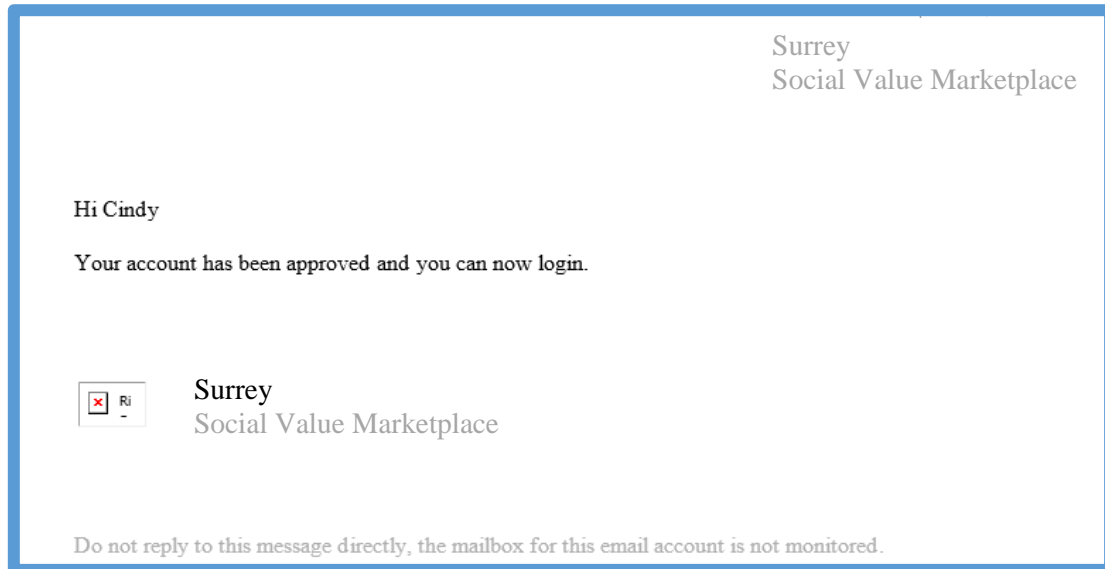 Surrey
Social Value Marketplace
Hi Cindy
Your account has been approved and you can now login.
Ri
Surrey
Social Value Marketplace
Do not reply to this message directly, the mailbox for this email account is not monitored.